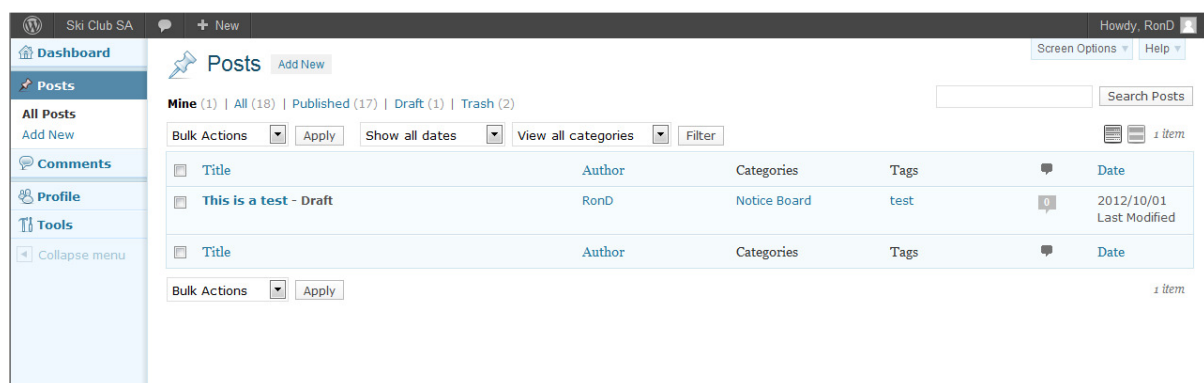 Ski Club SA + New Howdy, RonD
Dashboard
Posts
All Posts
Add New
Comments
Profile
Tools
Collapse menu
Screen Options Help
Posts Add New
Mine (1) | All (18) | Published (17) | Draft (1) | Trash (2)
Search Posts
Bulk Actions Apply Show all dates View all categories Filter 1 item
Title Author Categories Tags Date
This is a test - Draft RonD Notice Board test 0 2012/10/01
Last Modified
Title Author Categories Tags Date
Bulk Actions Apply 1 item